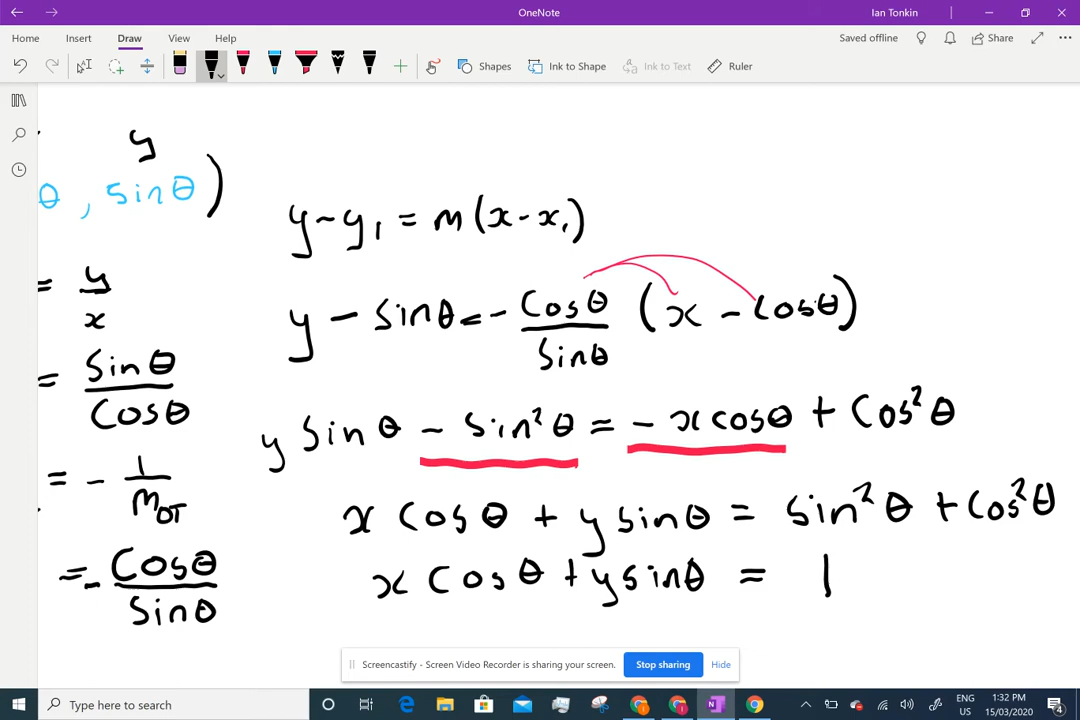 OneNote
Ian Tonkin
Home Insert Draw View Help
Saved offline Share
Ink to Shape Ink to Text Ruler
Shapes
y
θ , sinθ )
= y/x
= sinθ/cosθ
= - 1/m_OT
= - cosθ/sinθ
y - y₁ = m(x - x₁)
y - sinθ = - cosθ/sinθ (x - cosθ)
y sinθ - sin²θ = - x cosθ + cos²θ
x cosθ + y sinθ = sin²θ + cos²θ
x cosθ + y sinθ = 1
Screencastify - Screen Video Recorder is sharing your screen. Stop sharing Hide
Type here to search
ENG 1:32 PM
US 15/03/2020
4